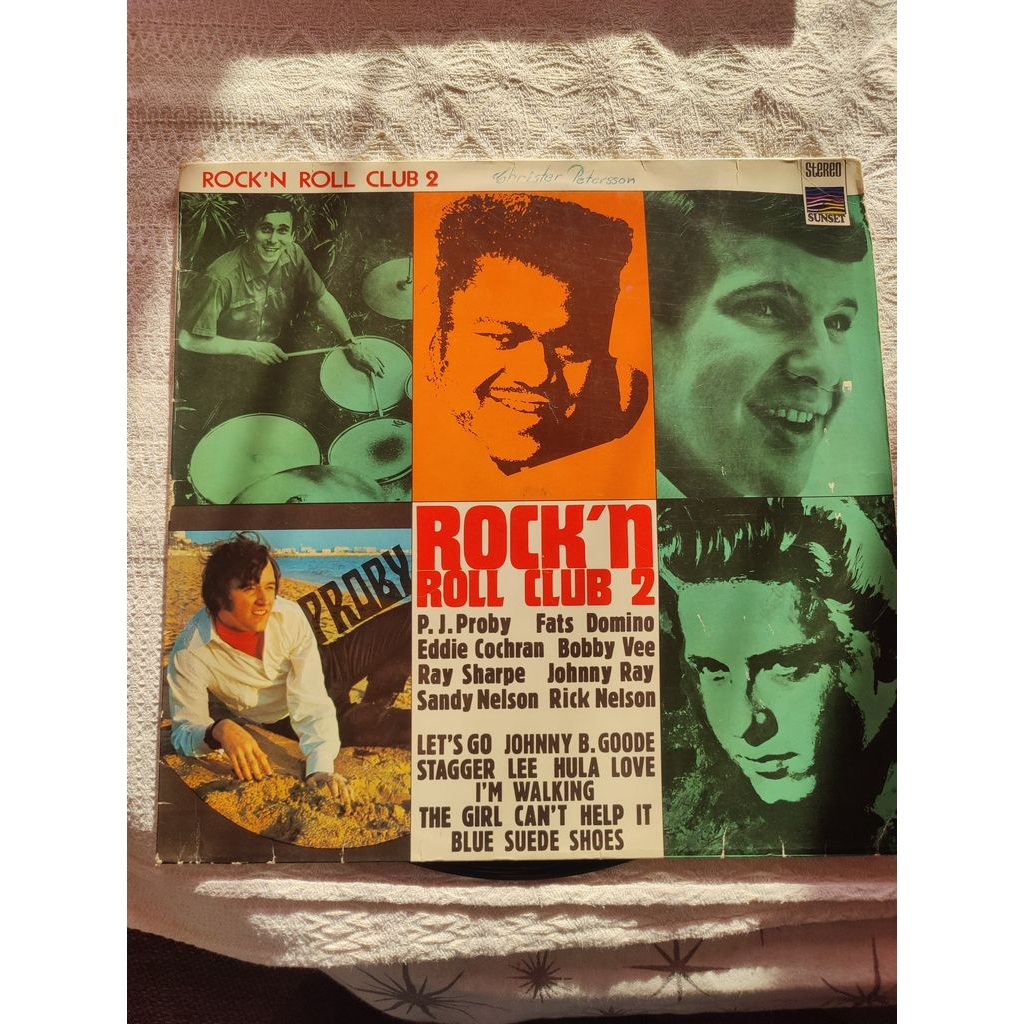 ROCK'N ROLL CLUB 2
Christer Petersson
STEREO
SUNSET
PROBY
ROCK'N
ROLL CLUB 2
P.J.Proby Fats Domino
Eddie Cochran Bobby Vee
Ray Sharpe Johnny Ray
Sandy Nelson Rick Nelson
LET'S GO JOHNNY B. GOODE
STAGGER LEE HULA LOVE
I'M WALKING
THE GIRL CAN'T HELP IT
BLUE SUEDE SHOES